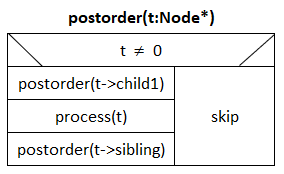 postorder(t:Node*)
t ≠ 0
postorder(t->child1)
process(t)
postorder(t->sibling)
skip